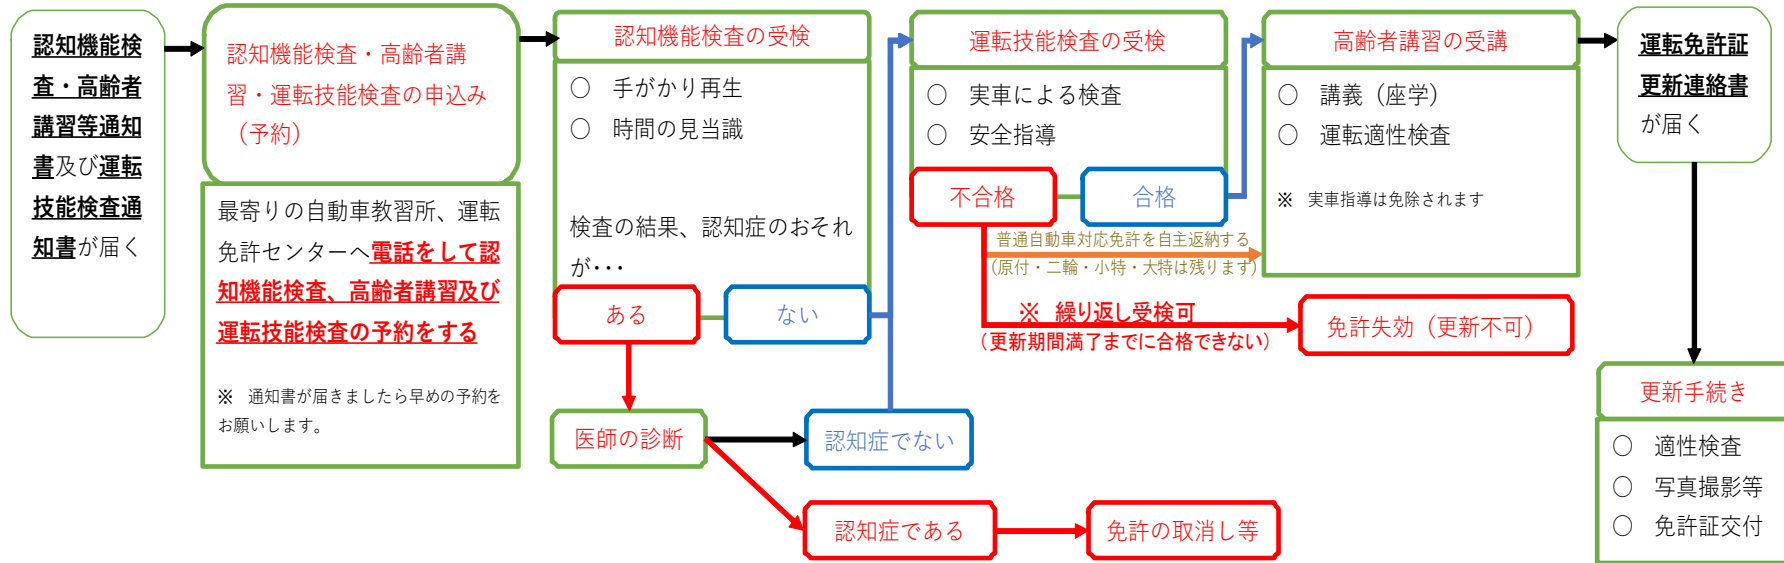 認知機能検
査・高齢者
講習等通知
書及び運転
技能検査通
知書が届く
認知機能検査・高齢者講
習・運転技能検査の申込み
（予約）
最寄りの自動車教習所、運転
免許センターへ電話をして認
知機能検査、高齢者講習及び
運転技能検査の予約をする
※　通知書が届きましたら早めの予約を
お願いします。
認知機能検査の受検
○　手がかり再生
○　時間の見当識
検査の結果、認知症のおそれ
が・・・
ある
ない
医師の診断
認知症でない
認知症である
免許の取消し等
運転技能検査の受検
○　実車による検査
○　安全指導
不合格
合格
普通自動車対応免許を自主返納する
(原付・二輪・小特・大特は残ります)
※　繰り返し受検可
（更新期間満了までに合格できない）
免許失効（更新不可）
高齢者講習の受講
○　講義（座学）
○　運転適性検査
※　実車指導は免除されます
運転免許証
更新連絡書
が届く
更新手続き
○　適性検査
○　写真撮影等
○　免許証交付